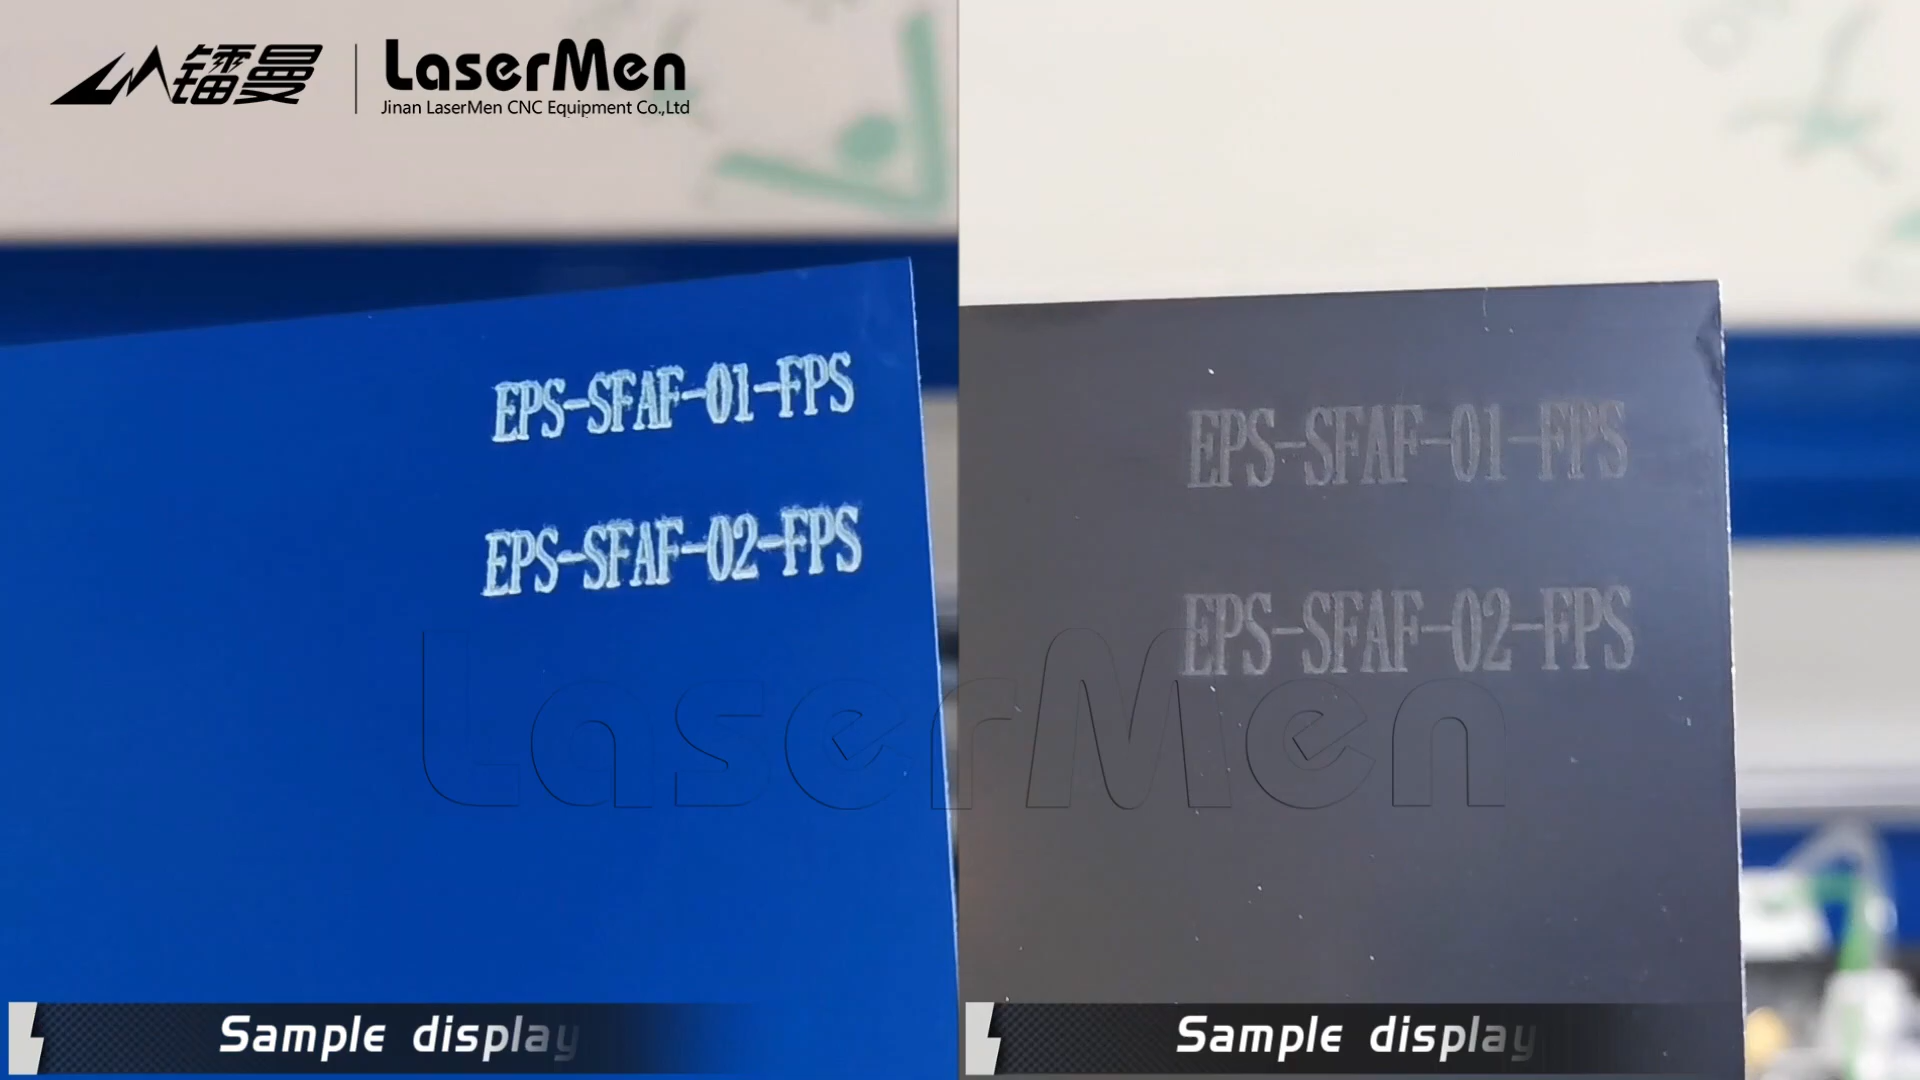 镭曼
LaserMen
Jinan LaserMen CNC Equipment Co.,Ltd
EPS-SFAF-01-FPS
EPS-SFAF-02-FPS
EPS-SFAF-01-FPS
EPS-SFAF-02-FPS
LaserMen
Sample display
Sample display